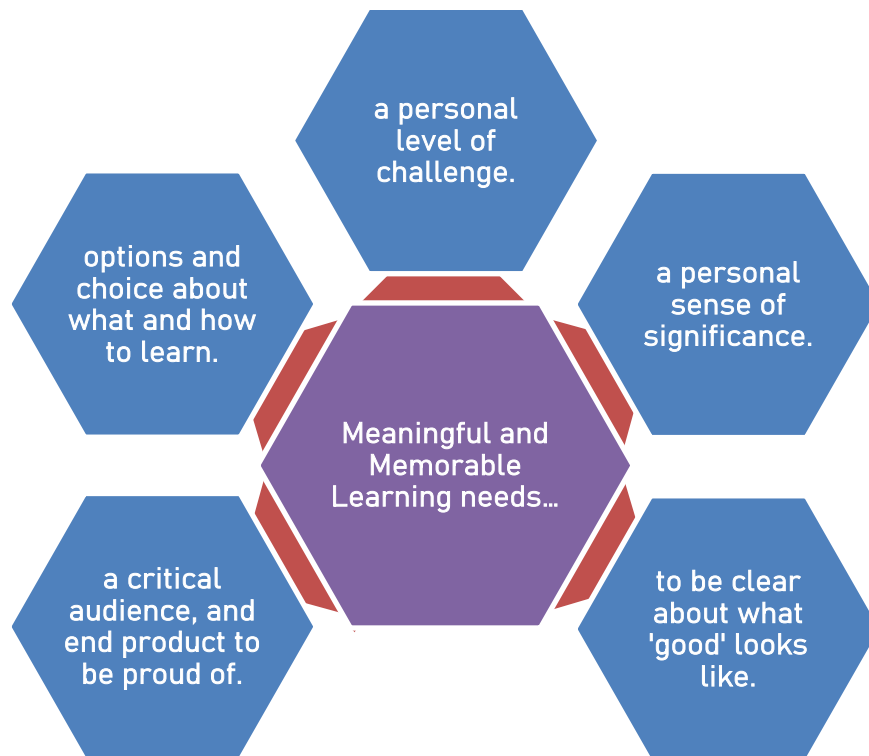 a personal
level of
challenge.
options and
choice about
what and how
to learn.
a personal
sense of
significance.
Meaningful and
Memorable
Learning needs...
a critical
audience, and
end product to
be proud of.
to be clear
about what
'good' looks
like.